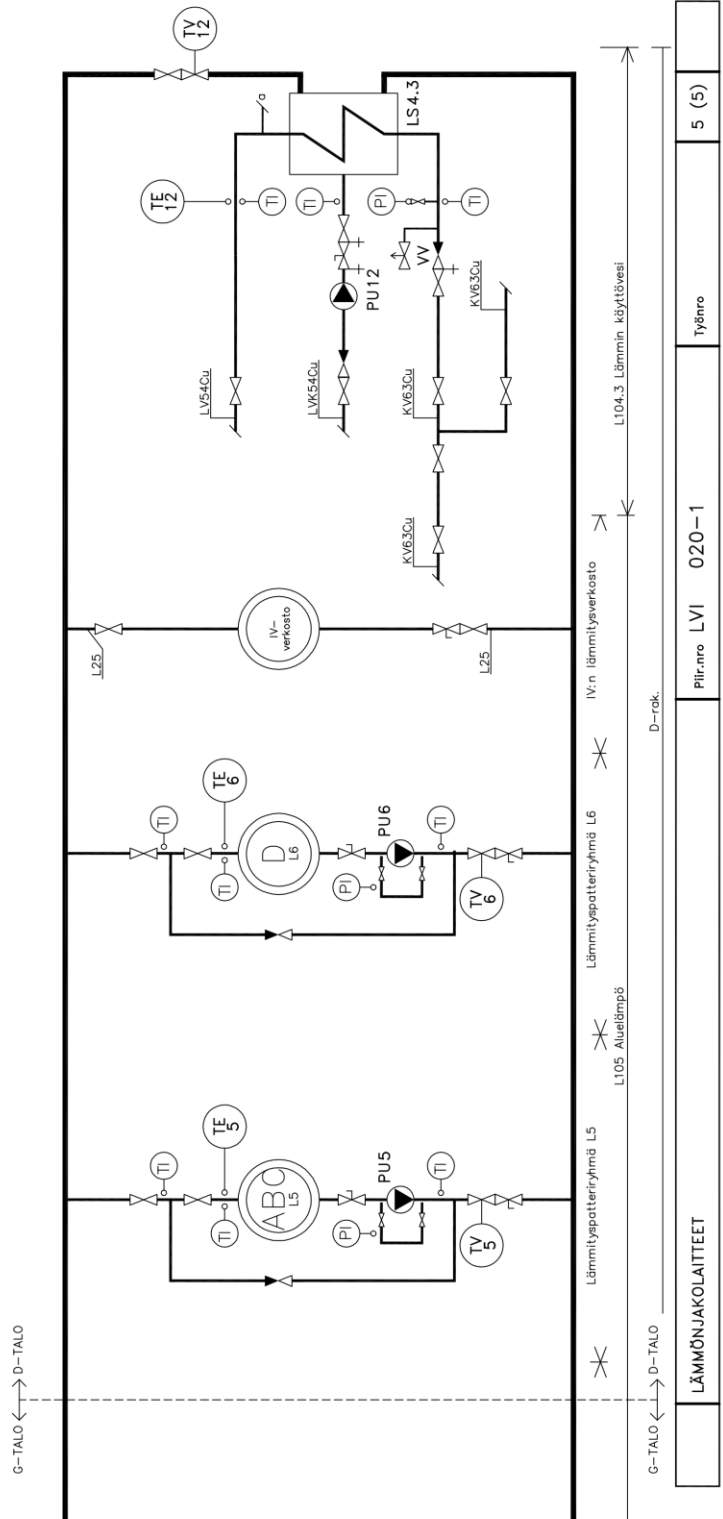 G-TALO
D-TALO
ABC
L5
TE
5
TI
TI
PI
PU5
TI
TV
5
D
L6
TE
6
TI
TI
PI
PU6
TI
TV
6
L25
IV-
verkosto
L25
TV
12
a
LS4.3
TE
12
TI
TI
PI
TI
PU12
VV
LV54Cu
LVK54Cu
KV63Cu
KV63Cu
KV63Cu
Lämmityspatteriryhmä L5
Lämmityspatteriryhmä L6
IV:n lämmitysverkosto
L105 Aluelämpö
L104.3 Lämmin käyttövesi
D-rak.
G-TALO
D-TALO
LÄMMÖNJAKOLAITTEET
Piir.nro LVI 020-1
Työnro
5 (5)